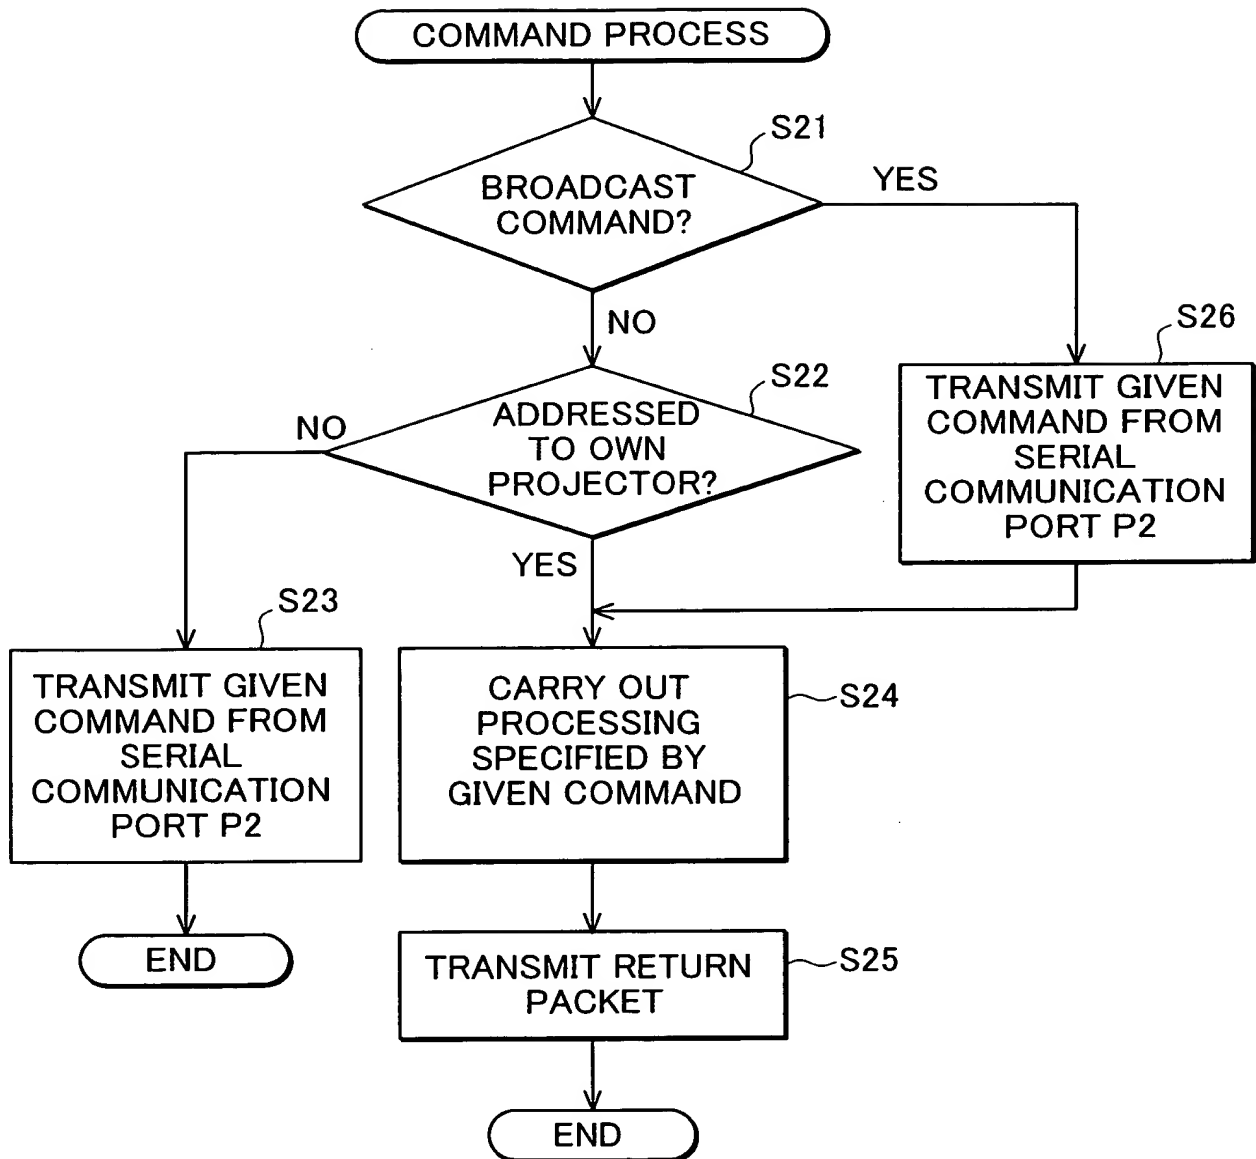 COMMAND PROCESS
S21
BROADCAST
COMMAND?
YES
NO
S26
TRANSMIT GIVEN
COMMAND FROM
SERIAL
COMMUNICATION
PORT P2
S22
ADDRESSED
TO OWN
PROJECTOR?
NO
YES
S23
TRANSMIT GIVEN
COMMAND FROM
SERIAL
COMMUNICATION
PORT P2
END
S24
CARRY OUT
PROCESSING
SPECIFIED BY
GIVEN COMMAND
S25
TRANSMIT RETURN
PACKET
END